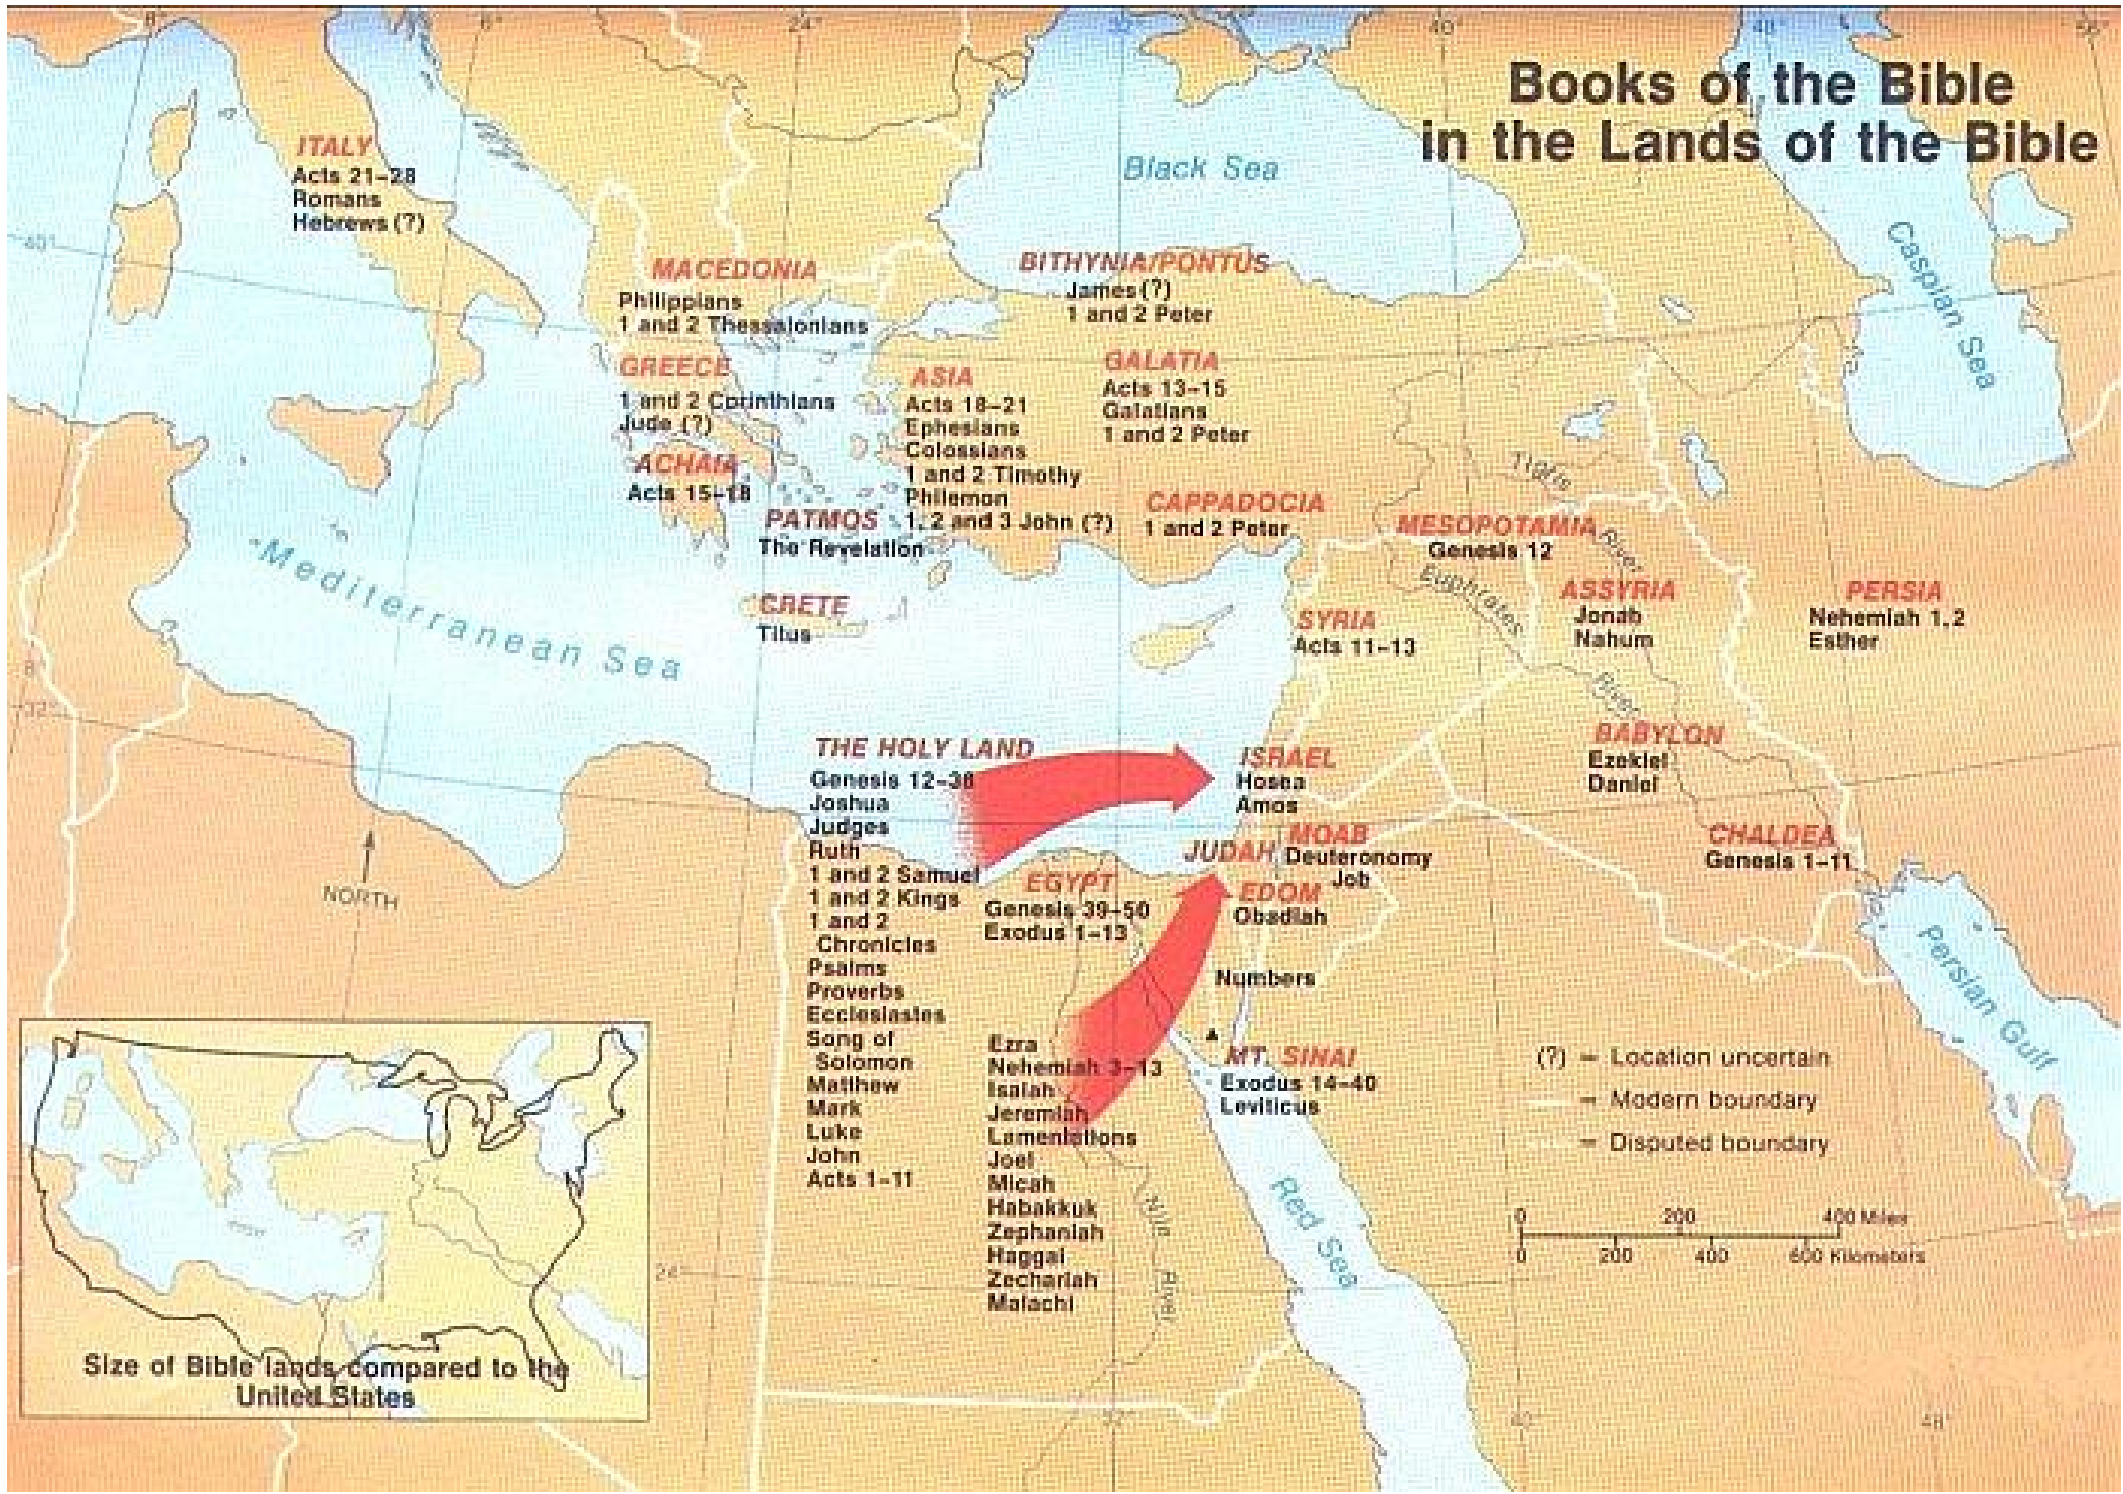 Books of the Bible
in the Lands of the Bible
ITALY
Acts 21–28
Romans
Hebrews (?)
Black Sea
Caspian Sea
MACEDONIA
Philippians
1 and 2 Thessalonians
BITHYNIA/PONTUS
James (?)
1 and 2 Peter
GREECE
1 and 2 Corinthians
Jude (?)
ACHAIA
Acts 15–18
ASIA
Acts 18–21
Ephesians
Colossians
1 and 2 Timothy
Philemon
1, 2 and 3 John (?)
GALATIA
Acts 13–15
Galatians
1 and 2 Peter
CAPPADOCIA
1 and 2 Peter
PATMOS
The Revelation
CRETE
Titus
Mediterranean Sea
MESOPOTAMIA
Genesis 12
Tigris
River
Euphrates
River
SYRIA
Acts 11–13
ASSYRIA
Jonah
Nahum
PERSIA
Nehemiah 1,2
Esther
BABYLON
Ezekiel
Daniel
CHALDEA
Genesis 1–11
THE HOLY LAND
Genesis 12–38
Joshua
Judges
Ruth
1 and 2 Samuel
1 and 2 Kings
1 and 2
Chronicles
Psalms
Proverbs
Ecclesiastes
Song of
Solomon
Matthew
Mark
Luke
John
Acts 1–11
ISRAEL
Hosea
Amos
JUDAH
MOAB
Deuteronomy
Job
EDOM
Obadiah
EGYPT
Genesis 39–50
Exodus 1–13
Numbers
Ezra
Nehemiah 3–13
Isaiah
Jeremiah
Lamentations
Joel
Micah
Habakkuk
Zephaniah
Haggai
Zechariah
Malachi
MT. SINAI
Exodus 14–40
Leviticus
Nile River
Red Sea
Persian Gulf
NORTH
(?) = Location uncertain
= Modern boundary
= Disputed boundary
0 200 400 Miles
0 200 400 600 Kilometers
Size of Bible lands compared to the
United States
8°
24°
40°
48°
40°
8°
32°
24°
48°